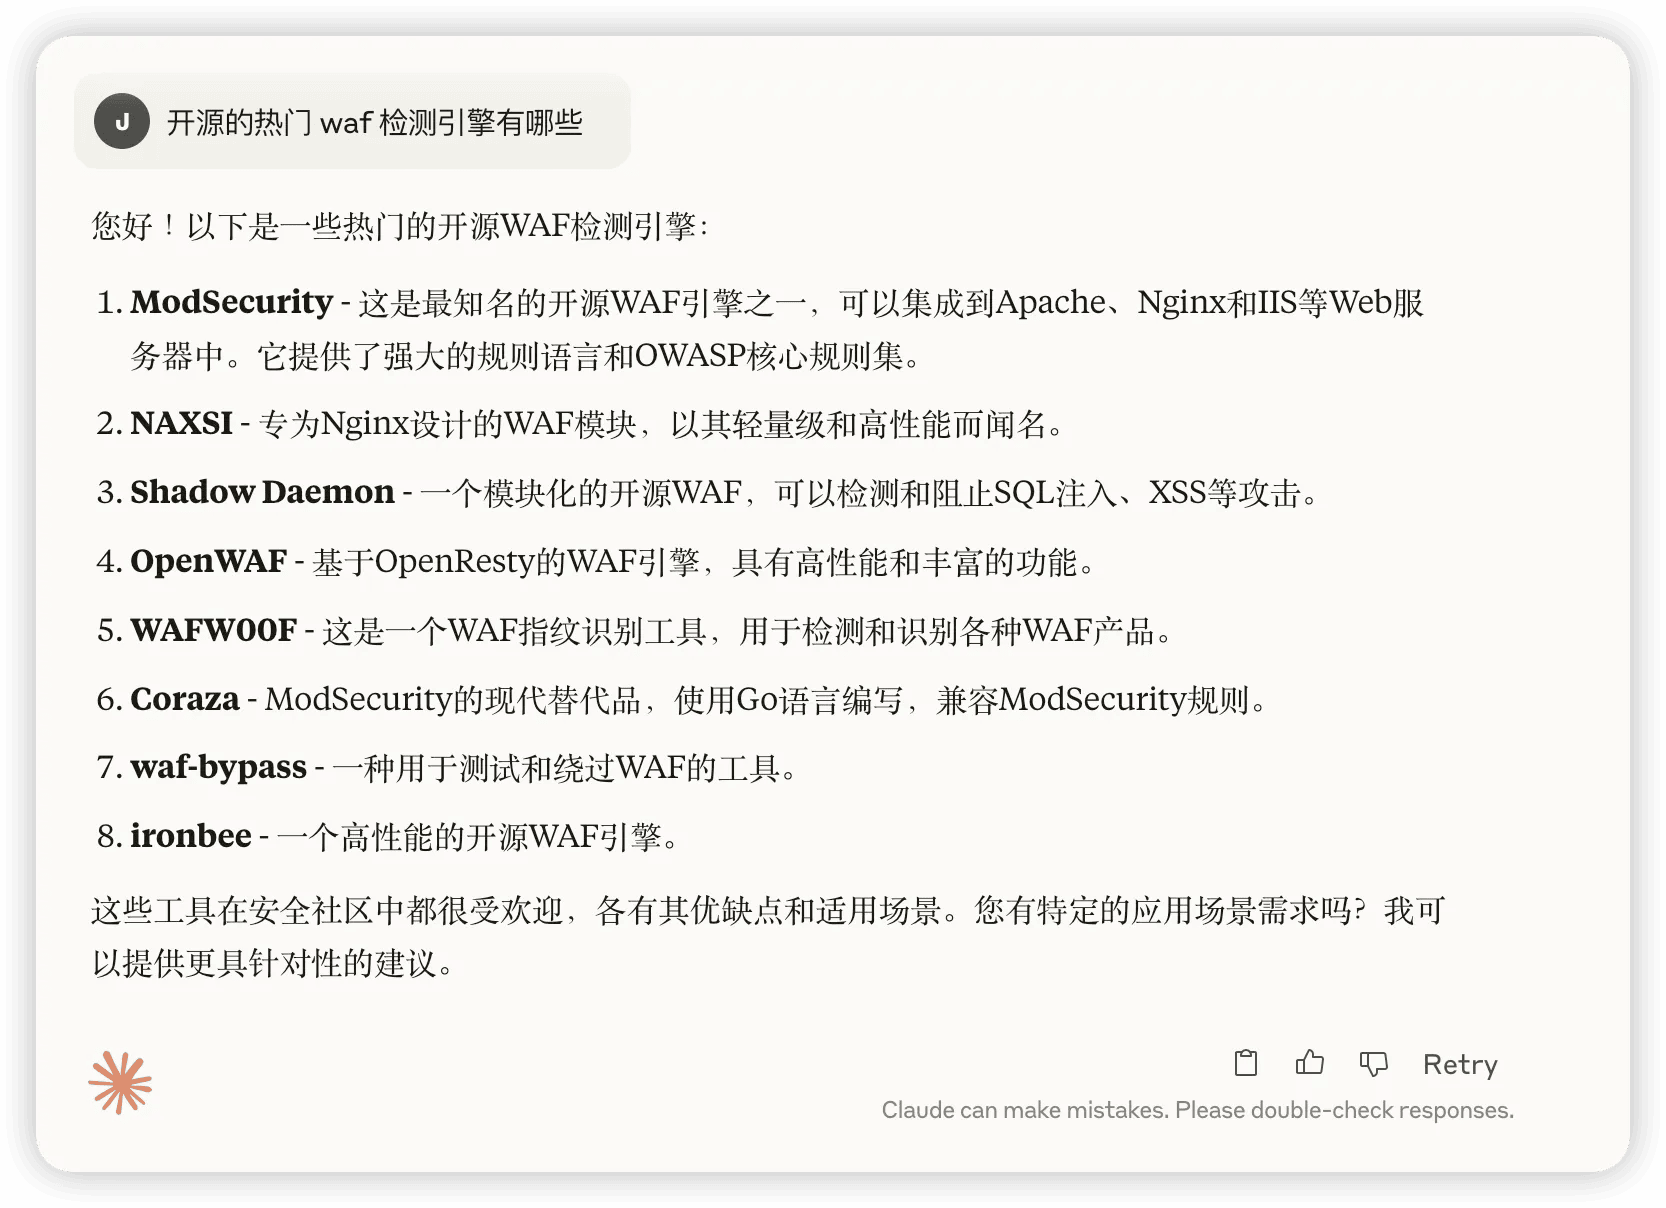 J
开源的热门 waf 检测引擎有哪些
您好！以下是一些热门的开源WAF检测引擎：
1. ModSecurity - 这是最知名的开源WAF引擎之一，可以集成到Apache、Nginx和IIS等Web服
务器中。它提供了强大的规则语言和OWASP核心规则集。
2. NAXSI - 专为Nginx设计的WAF模块，以其轻量级和高性能而闻名。
3. Shadow Daemon - 一个模块化的开源WAF，可以检测和阻止SQL注入、XSS等攻击。
4. OpenWAF - 基于OpenResty的WAF引擎，具有高性能和丰富的功能。
5. WAFW00F - 这是一个WAF指纹识别工具，用于检测和识别各种WAF产品。
6. Coraza - ModSecurity的现代替代品，使用Go语言编写，兼容ModSecurity规则。
7. waf-bypass - 一种用于测试和绕过WAF的工具。
8. ironbee - 一个高性能的开源WAF引擎。
这些工具在安全社区中都很受欢迎，各有其优缺点和适用场景。您有特定的应用场景需求吗？我可
以提供更具针对性的建议。
Retry
Claude can make mistakes. Please double-check responses.